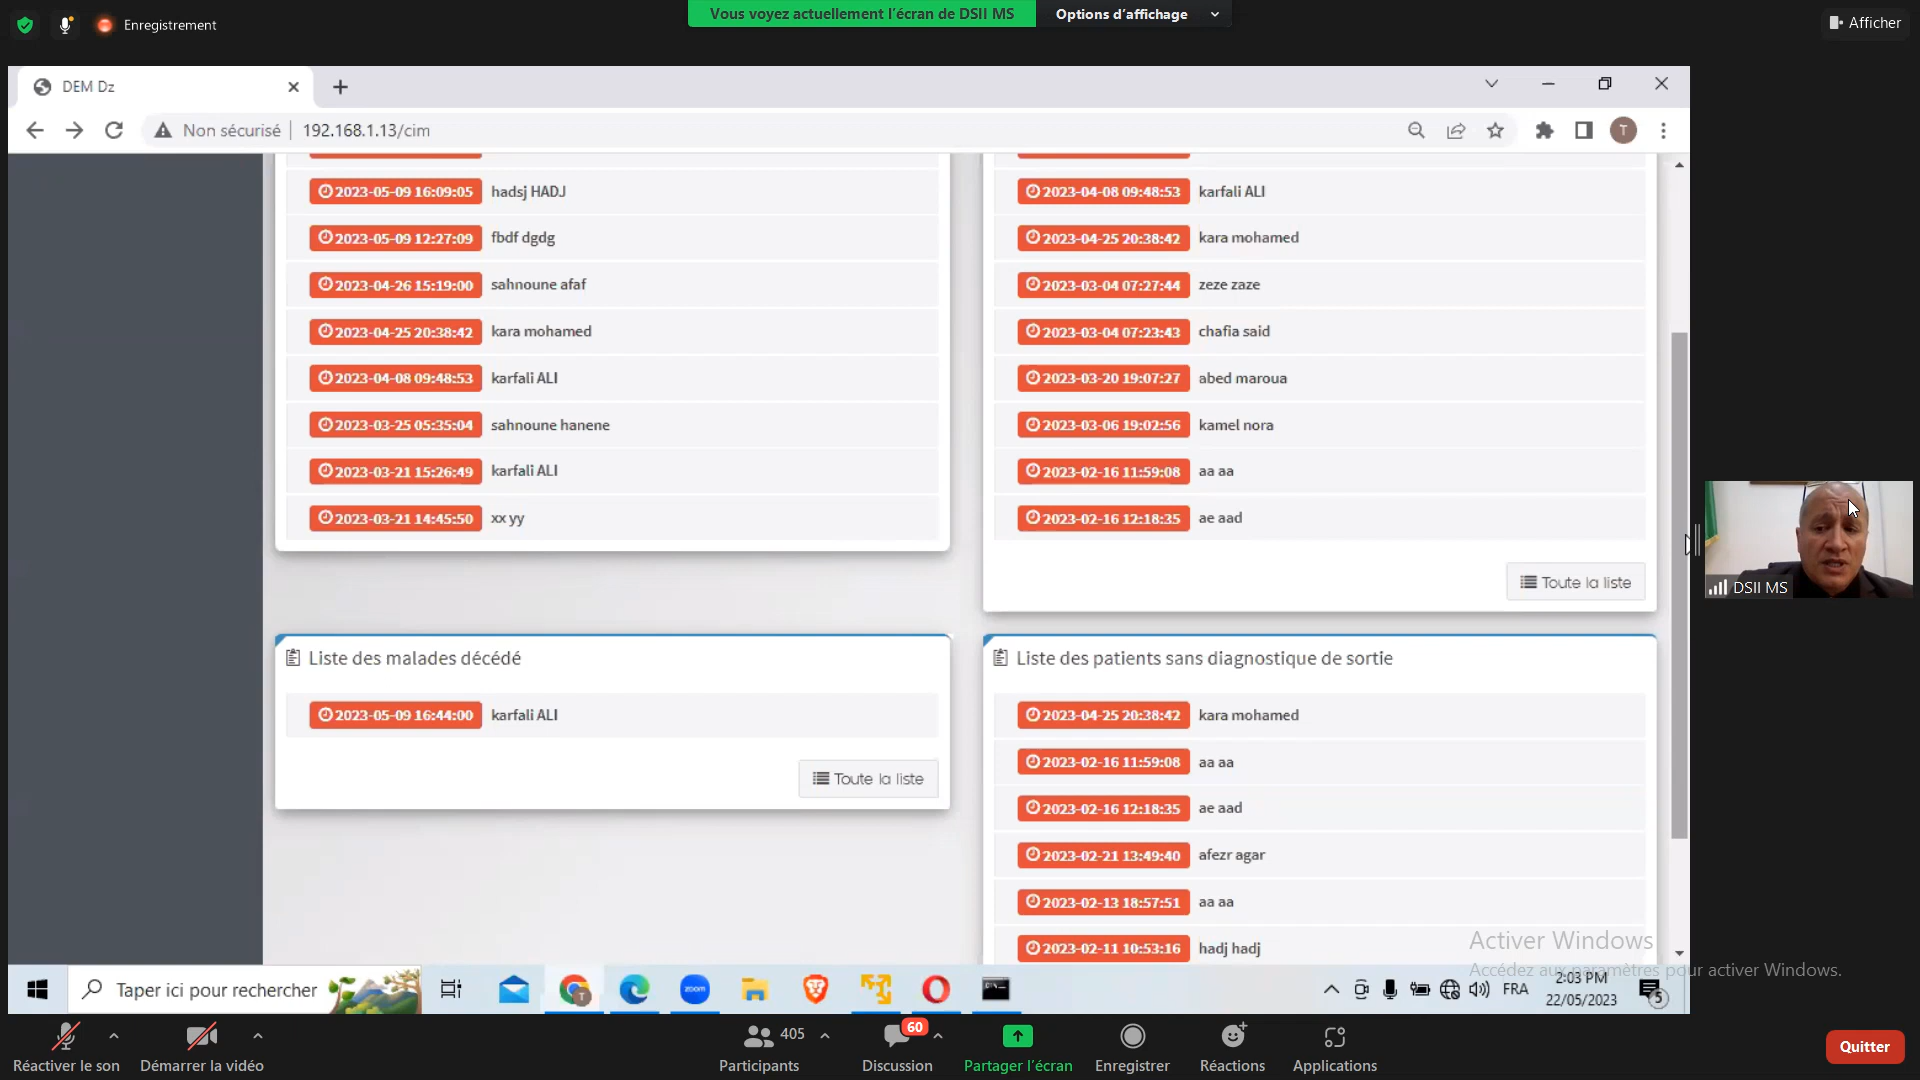 Enregistrement
Vous voyez actuellement l'écran de DSII MS
Options d'affichage
Afficher
DEM Dz
Non sécurisé
192.168.1.13/cim
T
2023-05-09 16:09:05 hadsj HADJ
2023-05-09 12:27:09 fbdf dgdg
2023-04-26 15:19:00 sahnoune afaf
2023-04-25 20:38:42 kara mohamed
2023-04-08 09:48:53 karfali ALI
2023-03-25 05:35:04 sahnoune hanene
2023-03-21 15:26:49 karfali ALI
2023-03-21 14:45:50 xx yy
2023-04-08 09:48:53 karfali ALI
2023-04-25 20:38:42 kara mohamed
2023-03-04 07:27:44 zeze zaze
2023-03-04 07:23:43 chafia said
2023-03-20 19:07:27 abed maroua
2023-03-06 19:02:56 kamel nora
2023-02-16 11:59:08 aa aa
2023-02-16 12:18:35 ae aad
Toute la liste
Liste des malades décédé
2023-05-09 16:44:00 karfali ALI
Toute la liste
Liste des patients sans diagnostique de sortie
2023-04-25 20:38:42 kara mohamed
2023-02-16 11:59:08 aa aa
2023-02-16 12:18:35 ae aad
2023-02-21 13:49:40 afezr agar
2023-02-13 18:57:51 aa aa
2023-02-11 10:53:16 hadj hadj
DSII MS
Activer Windows
Accédez aux paramètres pour activer Windows.
Taper ici pour rechercher
T
zoom
FRA
2:03 PM
22/05/2023
5
Réactiver le son
Démarrer la vidéo
405
Participants
60
Discussion
Partager l'écran
Enregistrer
Réactions
Applications
Quitter